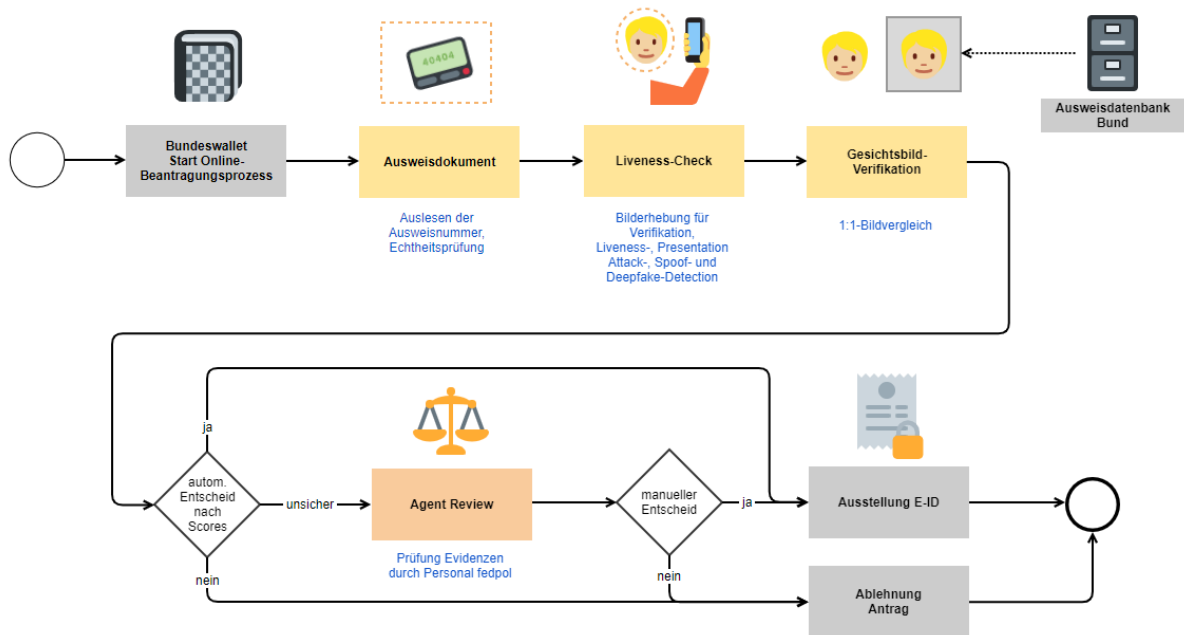 40404
Ausweisdatenbank
Bund
Bundeswallet
Start Online-
Beantragungsprozess
Ausweisdokument
Liveness-Check
Gesichtsbild-
Verifikation
Auslesen der
Ausweisnummer,
Echtheitsprüfung
Bilderhebung für
Verifikation,
Liveness-, Presentation
Attack-, Spoof- und
Deepfake-Detection
1:1-Bildvergleich
ja
autom.
Entscheid
nach
Scores
unsicher
Agent Review
manueller
Entscheid
ja
Ausstellung E-ID
Prüfung Evidenzen
durch Personal fedpol
nein
nein
Ablehnung
Antrag